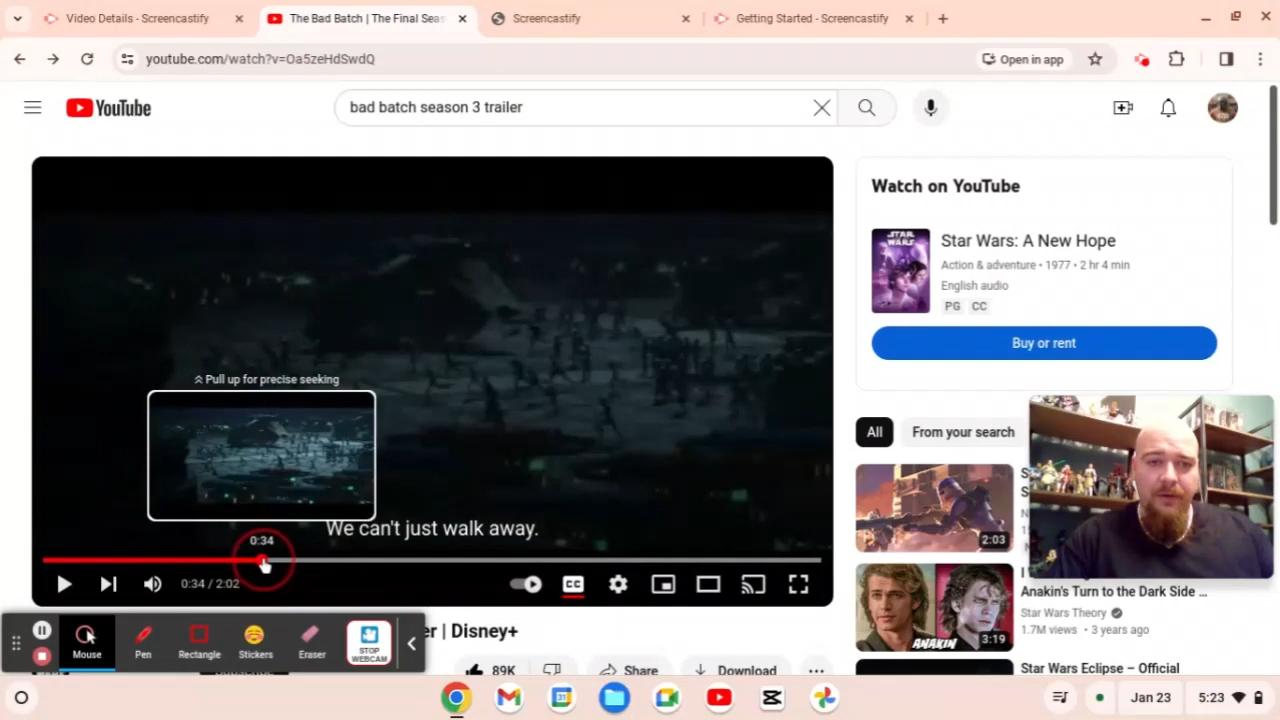 Video Details - Screencastify
The Bad Batch | The Final Seas
Screencastify
Getting Started - Screencastify
youtube.com/watch?v=Oa5zeHdSwdQ
Open in app
YouTube
bad batch season 3 trailer
Watch on YouTube
STAR WARS
Star Wars: A New Hope
Action & adventure • 1977 • 2 hr 4 min
English audio
PG CC
Buy or rent
Pull up for precise seeking
We can't just walk away.
0:34
0:34 / 2:02
CC
All
From your search
2:03
ANAKIN
3:19
Anakin's Turn to the Dark Side ...
Star Wars Theory
1.7M views • 3 years ago
Star Wars Eclipse – Official
er | Disney+
89K
Share
Download
Mouse
Pen
Rectangle
Stickers
Eraser
STOP WEBCAM
Jan 23
5:23